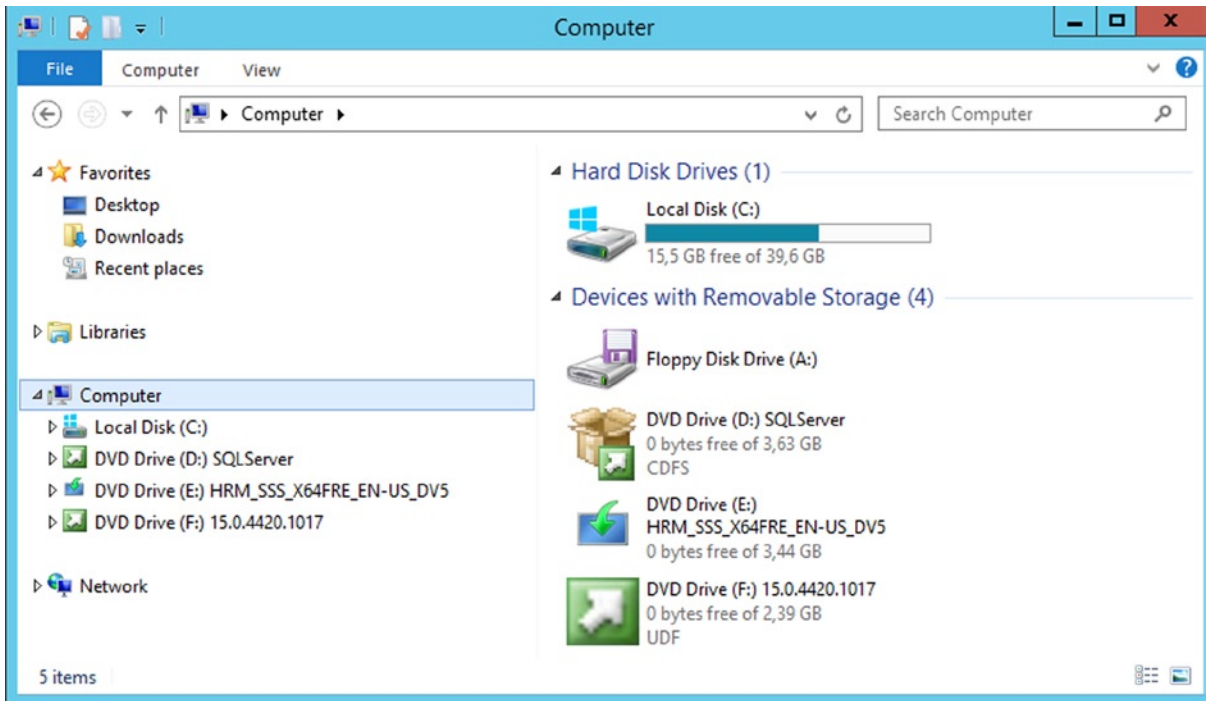 Computer
File Computer View
Computer
Search Computer
Favorites
Desktop
Downloads
Recent places
Libraries
Computer
Local Disk (C:)
DVD Drive (D:) SQLServer
DVD Drive (E:) HRM_SSS_X64FRE_EN-US_DV5
DVD Drive (F:) 15.0.4420.1017
Network
Hard Disk Drives (1)
Local Disk (C:)
15,5 GB free of 39,6 GB
Devices with Removable Storage (4)
Floppy Disk Drive (A:)
DVD Drive (D:) SQLServer
0 bytes free of 3,63 GB
CDFS
DVD Drive (E:)
HRM_SSS_X64FRE_EN-US_DV5
0 bytes free of 3,44 GB
DVD Drive (F:) 15.0.4420.1017
0 bytes free of 2,39 GB
UDF
5 items